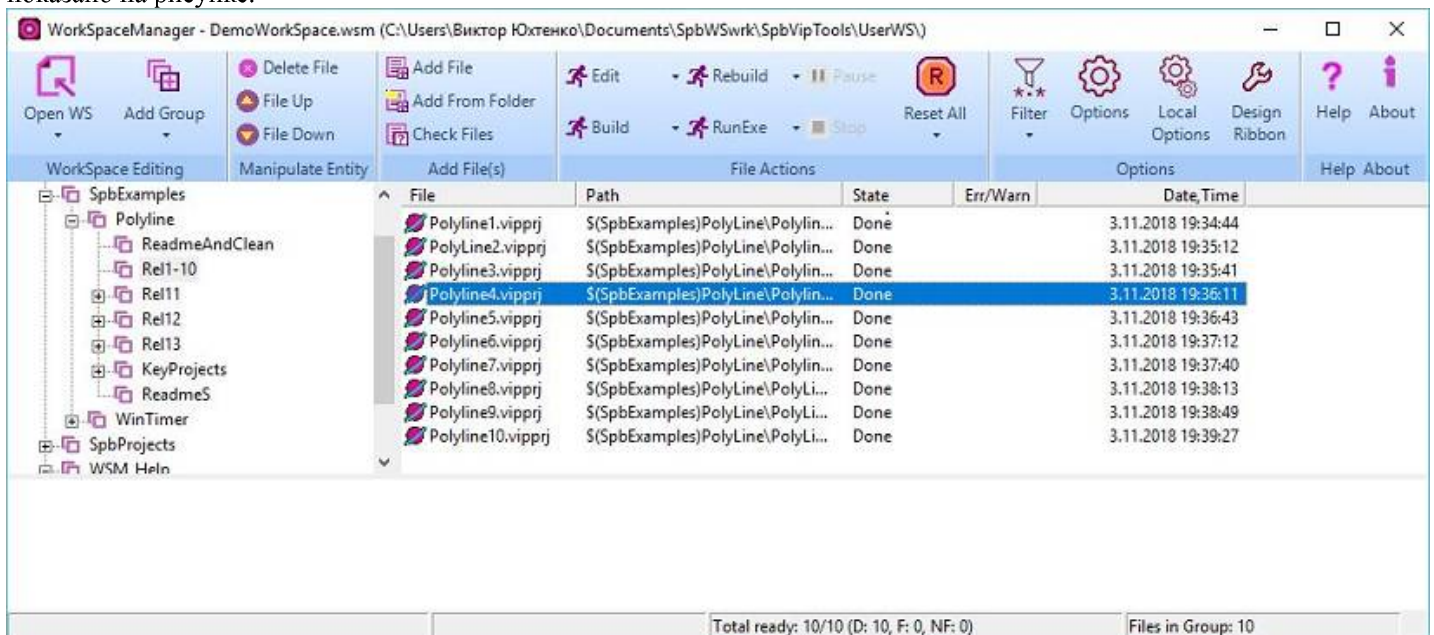 показано на рисунке.
WorkSpaceManager - DemoWorkSpace.wsm (C:\Users\Виктор Юхтенко\Documents\SpbWSwrk\SpbVipTools\UserWS\)
Open WS
Add Group
Delete File
File Up
File Down
Add File
Add From Folder
Check Files
Edit
Rebuild
Pause
Build
RunExe
Stop
Reset All
Filter
Options
Local Options
Design Ribbon
Help
About
WorkSpace Editing
Manipulate Entity
Add File(s)
File Actions
Options
Help About
SpbExamples
Polyline
ReadmeAndClean
Rel1-10
Rel11
Rel12
Rel13
KeyProjects
ReadmeS
WinTimer
SpbProjects
WSM Help
File Path State Err/Warn Date,Time
Polyline1.vipprj $(SpbExamples)PolyLine\Polylin... Done 3.11.2018 19:34:44
PolyLine2.vipprj $(SpbExamples)PolyLine\Polylin... Done 3.11.2018 19:35:12
Polyline3.vipprj $(SpbExamples)PolyLine\Polylin... Done 3.11.2018 19:35:41
Polyline4.vipprj $(SpbExamples)PolyLine\Polylin... Done 3.11.2018 19:36:11
Polyline5.vipprj $(SpbExamples)PolyLine\Polylin... Done 3.11.2018 19:36:43
Polyline6.vipprj $(SpbExamples)PolyLine\Polylin... Done 3.11.2018 19:37:12
Polyline7.vipprj $(SpbExamples)PolyLine\Polylin... Done 3.11.2018 19:37:40
Polyline8.vipprj $(SpbExamples)PolyLine\PolyLi... Done 3.11.2018 19:38:13
Polyline9.vipprj $(SpbExamples)PolyLine\PolyLi... Done 3.11.2018 19:38:49
Polyline10.vipprj $(SpbExamples)PolyLine\PolyLi... Done 3.11.2018 19:39:27
Total ready: 10/10 (D: 10, F: 0, NF: 0)
Files in Group: 10